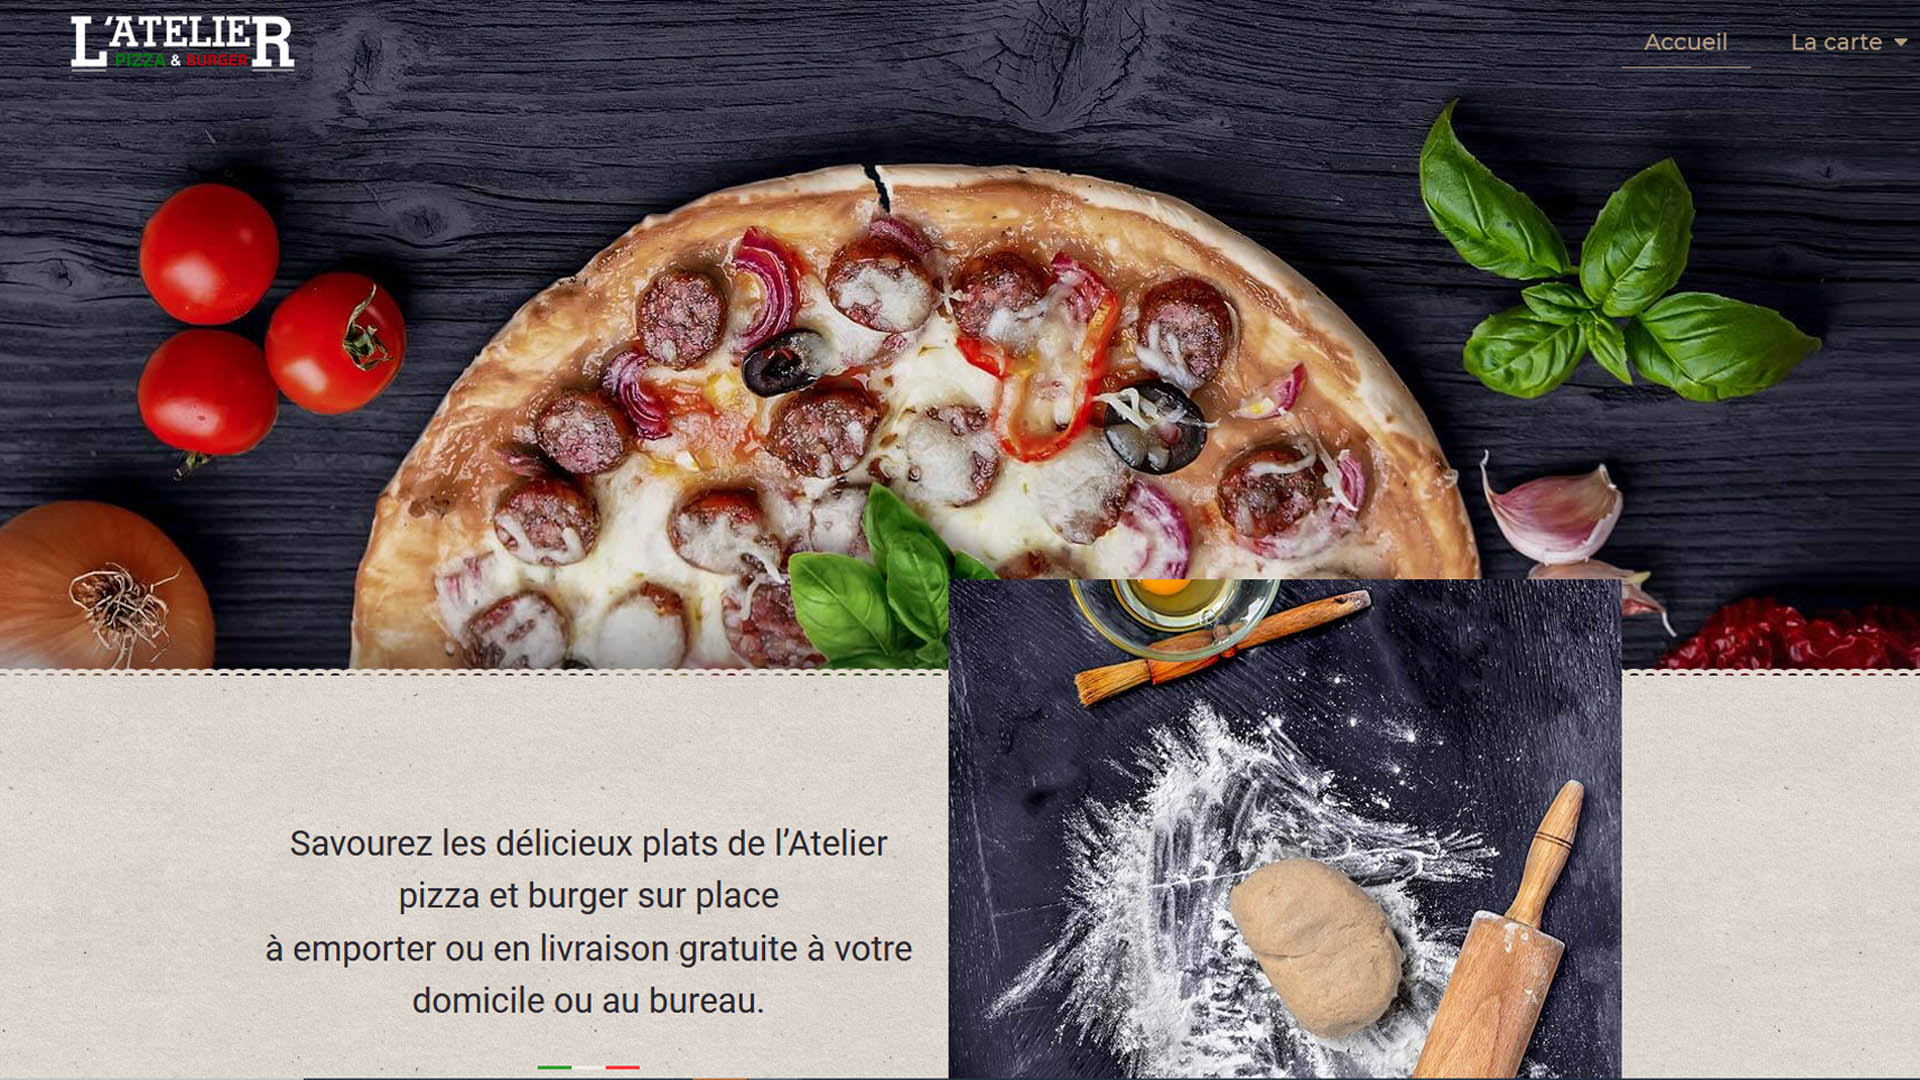 L'ATELIER
PIZZA & BURGER
Accueil
La carte
Savourez les délicieux plats de l’Atelier
pizza et burger sur place
à emporter ou en livraison gratuite à votre
domicile ou au bureau.